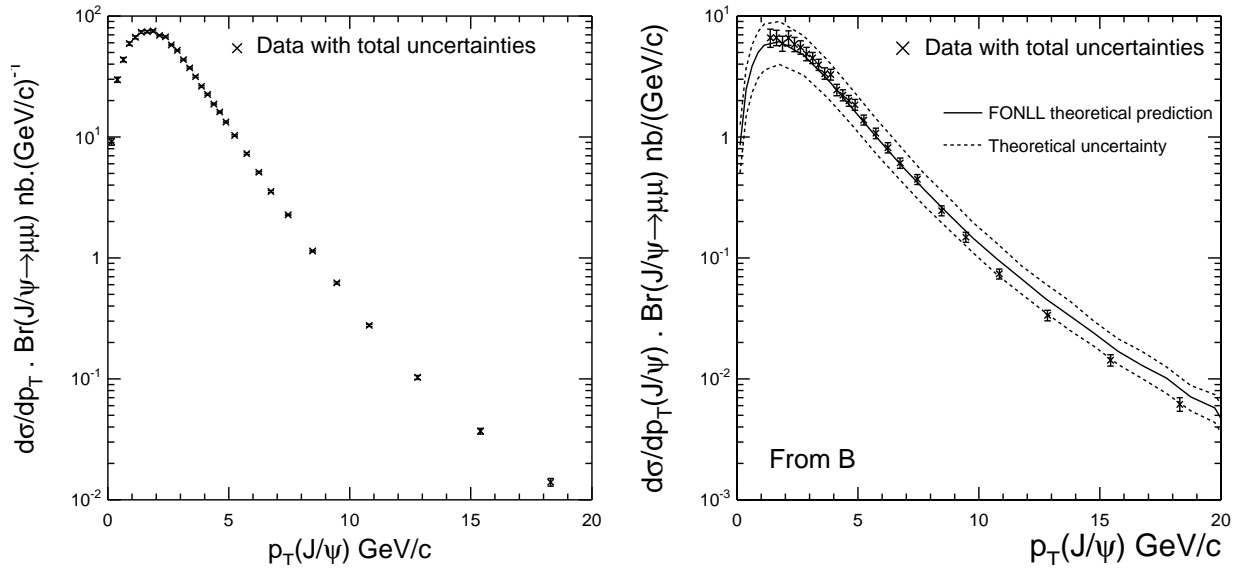 10²
10
1
10⁻¹
10⁻²
0
5
10
15
20
dσ/dp_T . Br(J/ψ→μμ) nb.(GeV/c)⁻¹
× Data with total uncertainties
p_T(J/ψ) GeV/c
10
1
10⁻¹
10⁻²
10⁻³
0
5
10
15
20
dσ/dp_T(J/ψ) . Br(J/ψ→μμ) nb/(GeV/c)
× Data with total uncertainties
FONLL theoretical prediction
Theoretical uncertainty
From B
p_T(J/ψ) GeV/c